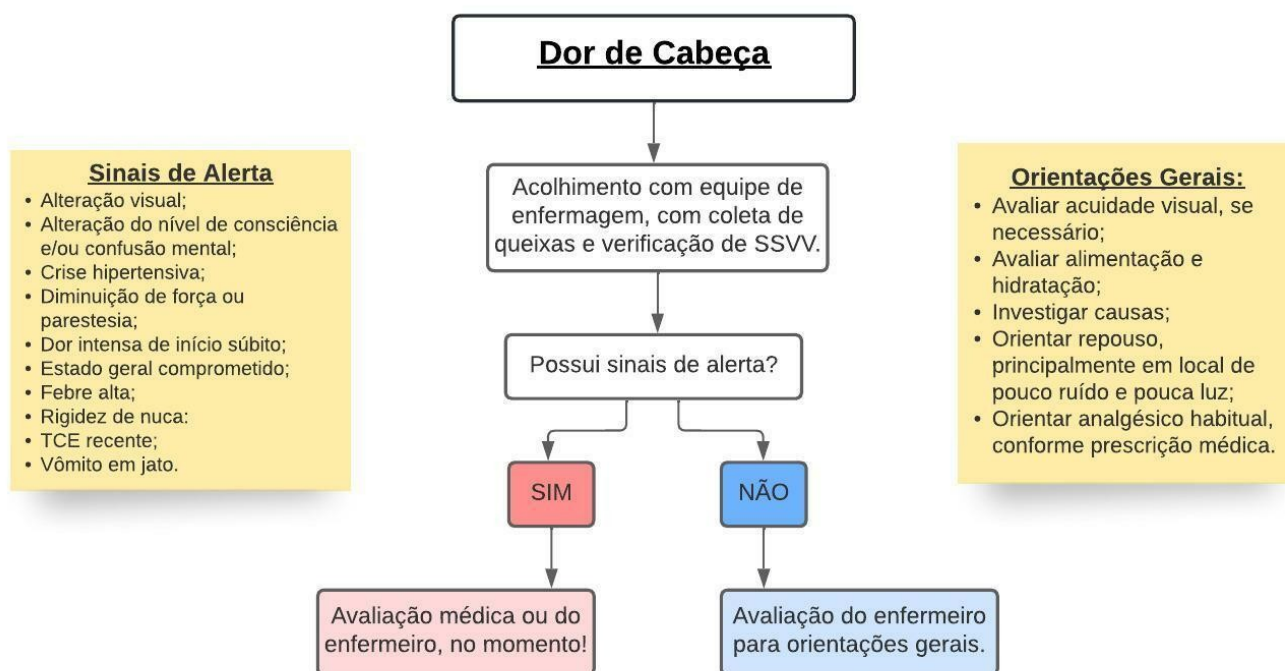 Dor de Cabeça
Sinais de Alerta
• Alteração visual;
• Alteração do nível de consciência
e/ou confusão mental;
• Crise hipertensiva;
• Diminuição de força ou
parestesia;
• Dor intensa de início súbito;
• Estado geral comprometido;
• Febre alta;
• Rigidez de nuca:
• TCE recente;
• Vômito em jato.
Acolhimento com equipe de
enfermagem, com coleta de
queixas e verificação de SSVV.
Possui sinais de alerta?
SIM
NÃO
Avaliação médica ou do
enfermeiro, no momento!
Avaliação do enfermeiro
para orientações gerais.
Orientações Gerais:
• Avaliar acuidade visual, se
necessário;
• Avaliar alimentação e
hidratação;
• Investigar causas;
• Orientar repouso,
principalmente em local de
pouco ruído e pouca luz;
• Orientar analgésico habitual,
conforme prescrição médica.